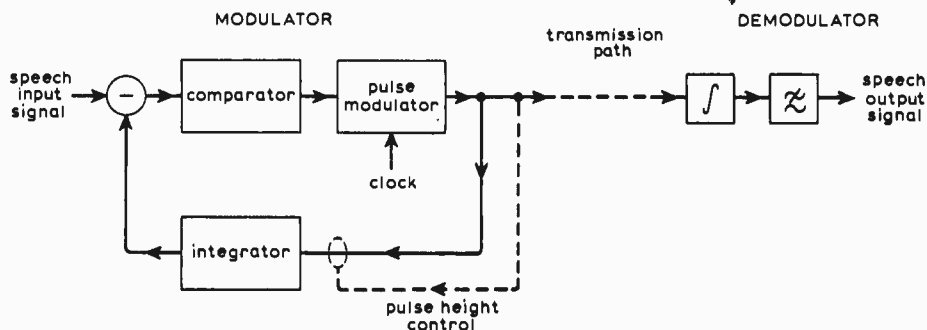 MODULATOR
DEMODULATOR
transmission
path
speech
input
signal
−
comparator
pulse
modulator
∫
speech
output
signal
clock
integrator
pulse height
control